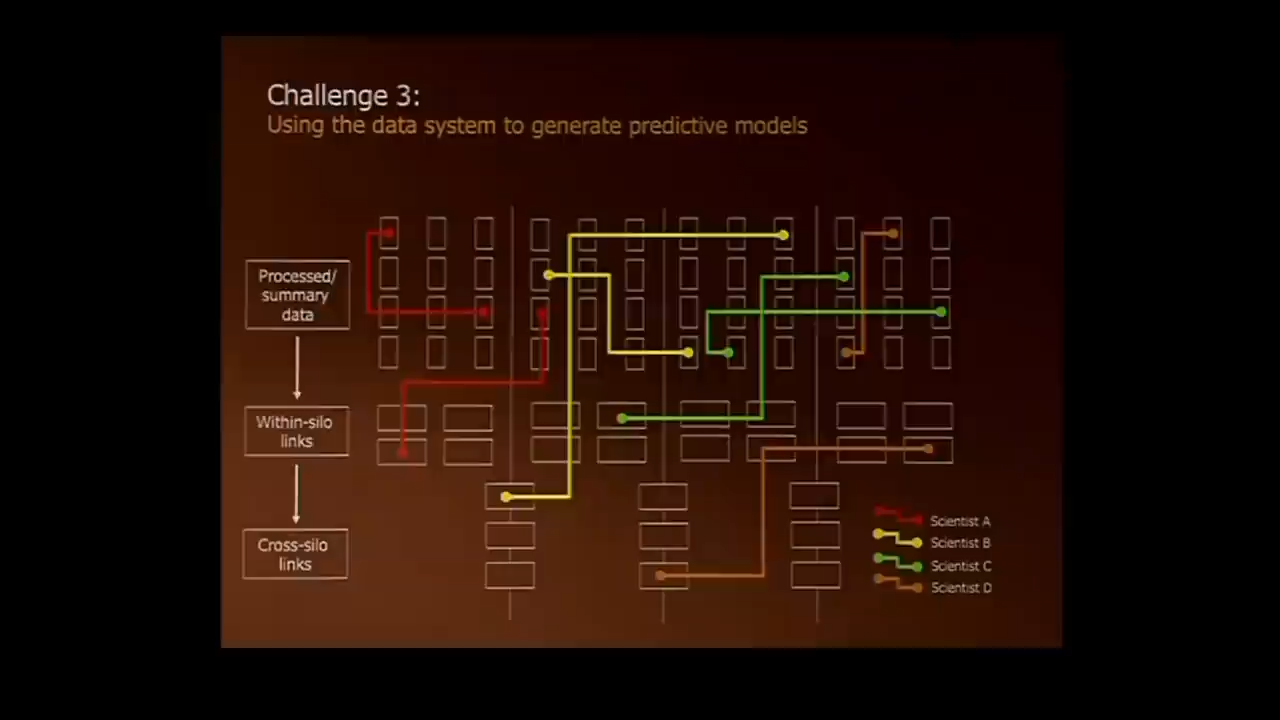 Challenge 3:
Using the data system to generate predictive models
Processed/
summary
data
Within-silo
links
Cross-silo
links
Scientist A
Scientist B
Scientist C
Scientist D